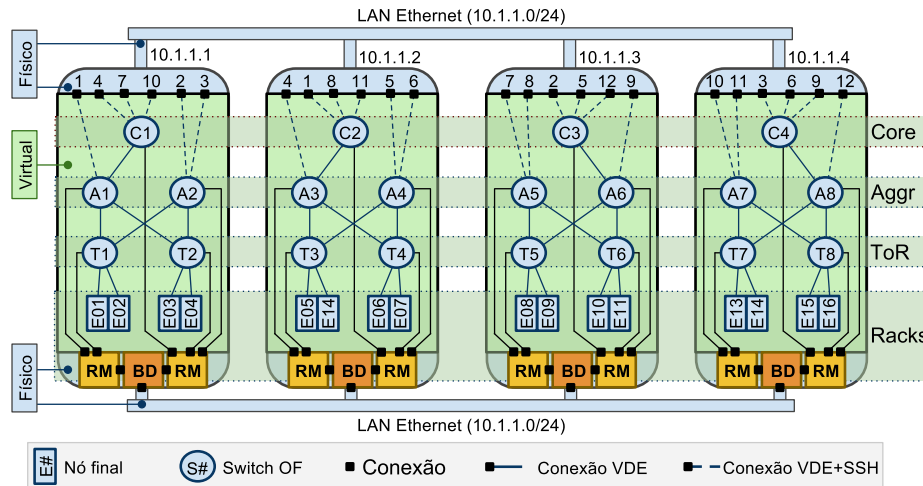 LAN Ethernet (10.1.1.0/24)
Físico
10.1.1.1
10.1.1.2
10.1.1.3
10.1.1.4
1 4 7 10 2 3
4 1 8 11 5 6
7 8 2 5 12 9
10 11 3 6 9 12
Virtual
C1 C2 C3 C4 Core
A1 A2 A3 A4 A5 A6 A7 A8 Aggr
T1 T2 T3 T4 T5 T6 T7 T8 ToR
E01 E02 E03 E04 E05 E14 E06 E07 E08 E09 E10 E11 E13 E14 E15 E16
Racks
Físico
RM BD RM RM BD RM RM BD RM RM BD RM
LAN Ethernet (10.1.1.0/24)
E# Nó final S# Switch OF Conexão Conexão VDE Conexão VDE+SSH